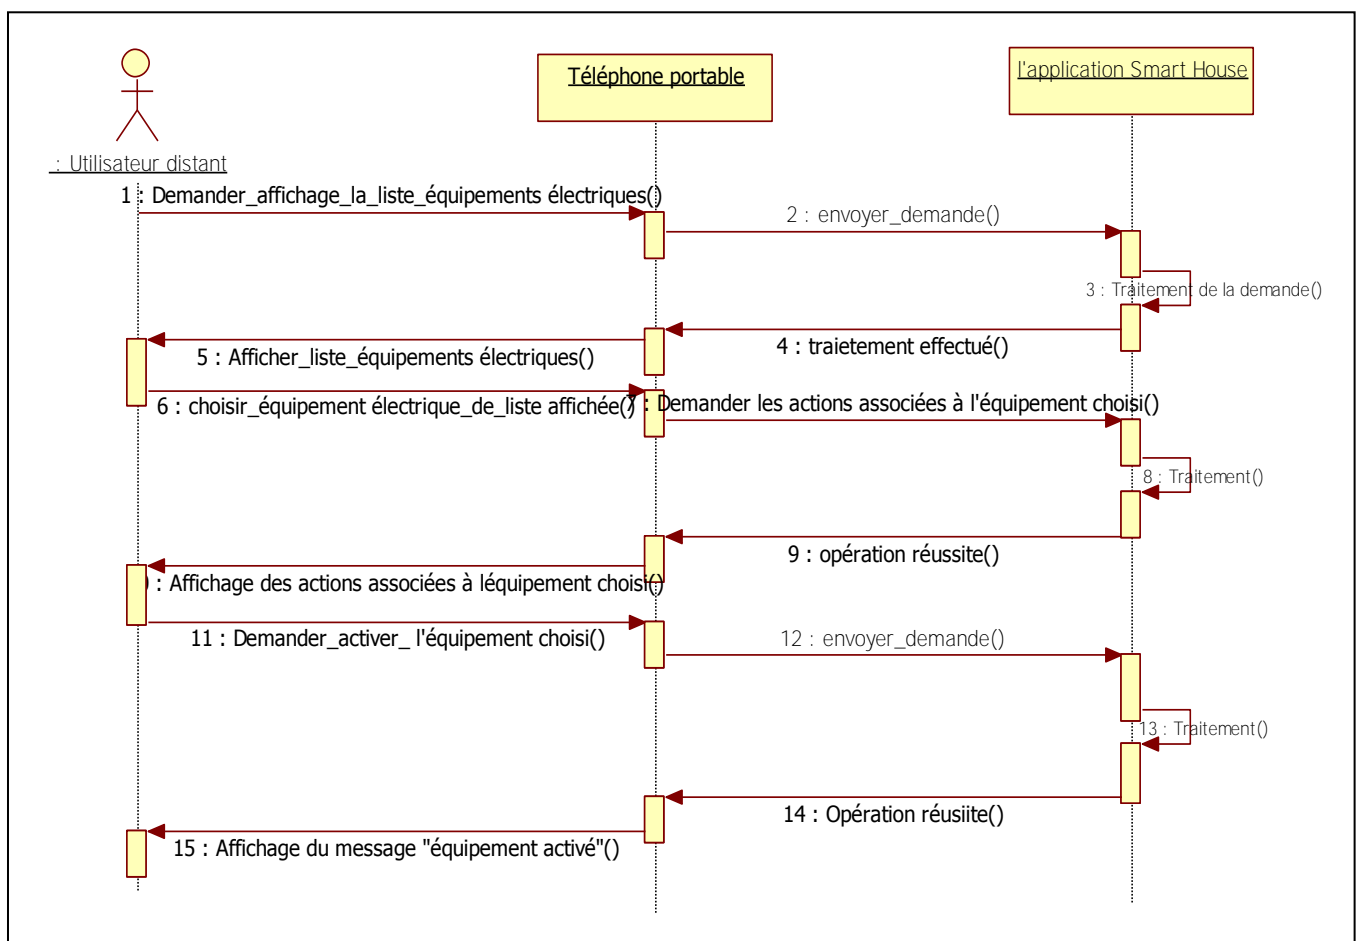 Téléphone portable
l'application Smart House
: Utilisateur distant
1 : Demander_affichage_la_liste_équipements électriques()
2 : envoyer_demande()
3 : Traitement de la demande()
4 : traietement effectué()
5 : Afficher_liste_équipements électriques()
6 : choisir_équipement électrique_de_liste affichée()
7 : Demander les actions associées à l'équipement choisi()
8 : Traitement()
9 : opération réussite()
: Affichage des actions associées à léquipement choisi()
11 : Demander_activer_ l'équipement choisi()
12 : envoyer_demande()
13 : Traitement()
14 : Opération réusiite()
15 : Affichage du message "équipement activé"()